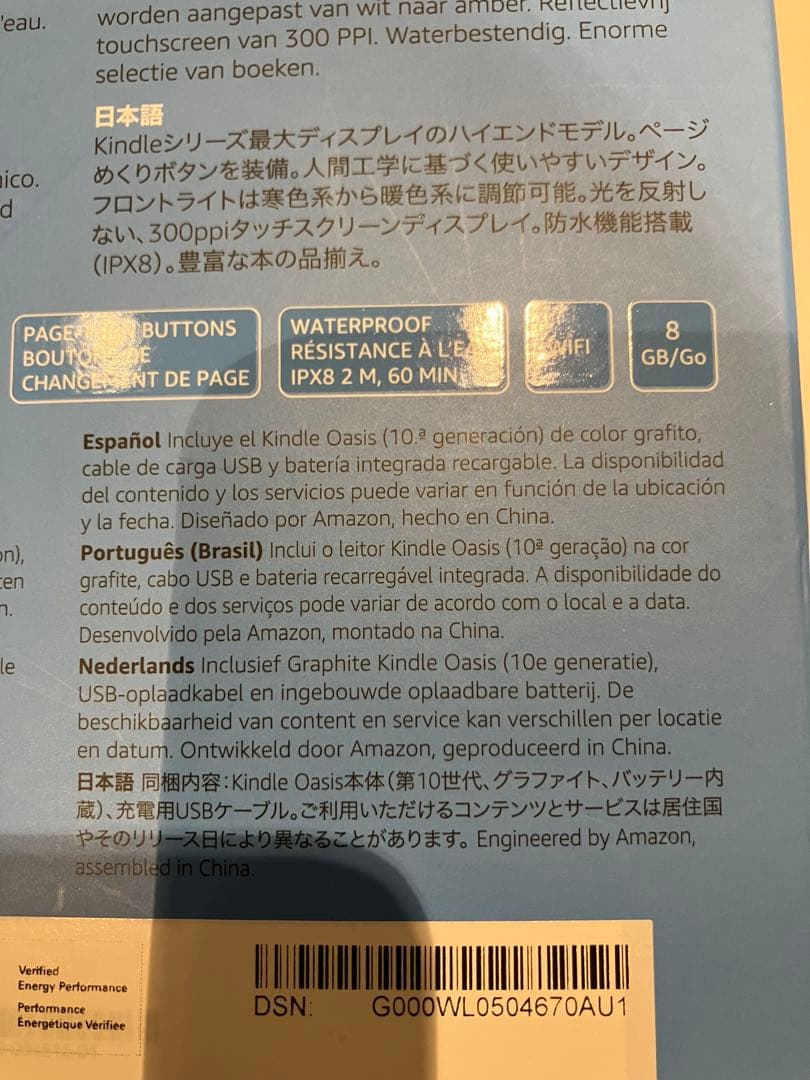 'eau.
worden aangepast van wit naar amber. Reflectievrij
touchscreen van 300 PPI. Waterbestendig. Enorme
selectie van boeken.
日本語
Kindleシリーズ最大ディスプレイのハイエンドモデル。ページ
めくりボタンを装備。人間工学に基づく使いやすいデザイン。
フロントライトは寒色系から暖色系に調節可能。光を反射し
ない、300ppiタッチスクリーンディスプレイ。防水機能搭載
(IPX8)。豊富な本の品揃え。
nico.
d
PAGE BUTTONS
BOUTON DE
CHANGEMENT DE PAGE
WATERPROOF
RÉSISTANCE À L'EAU
IPX8 2 M, 60 MIN
WIFI
8
GB/Go
Español Incluye el Kindle Oasis (10.ª generación) de color grafito,
cable de carga USB y batería integrada recargable. La disponibilidad
del contenido y los servicios puede variar en función de la ubicación
y la fecha. Diseñado por Amazon, hecho en China.
Português (Brasil) Inclui o leitor Kindle Oasis (10ª geração) na cor
grafite, cabo USB e bateria recarregável integrada. A disponibilidade do
conteúdo e dos serviços pode variar de acordo com o local e a data.
Desenvolvido pela Amazon, montado na China.
Nederlands Inclusief Graphite Kindle Oasis (10e generatie),
USB-oplaadkabel en ingebouwde oplaadbare batterij. De
beschikbaarheid van content en service kan verschillen per locatie
en datum. Ontwikkeld door Amazon, geproduceerd in China.
日本語 同梱内容：Kindle Oasis本体（第10世代、グラファイト、バッテリー内
蔵）、充電用USBケーブル。ご利用いただけるコンテンツとサービスは居住国
やそのリリース日により異なることがあります。Engineered by Amazon,
assembled in China.
on),
ten
n.
le
Verified
Energy Performance
Performance
Énergétique Vérifiée
DSN: G000WL0504670AU1